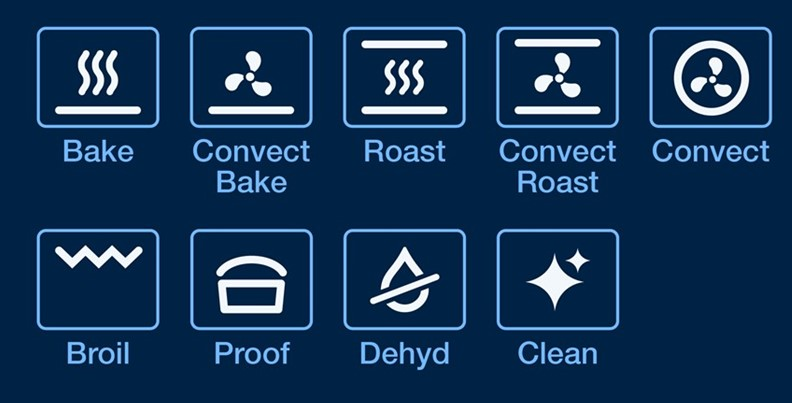 Bake
Convect
Bake
Roast
Convect
Roast
Convect
Broil
Proof
Dehyd
Clean